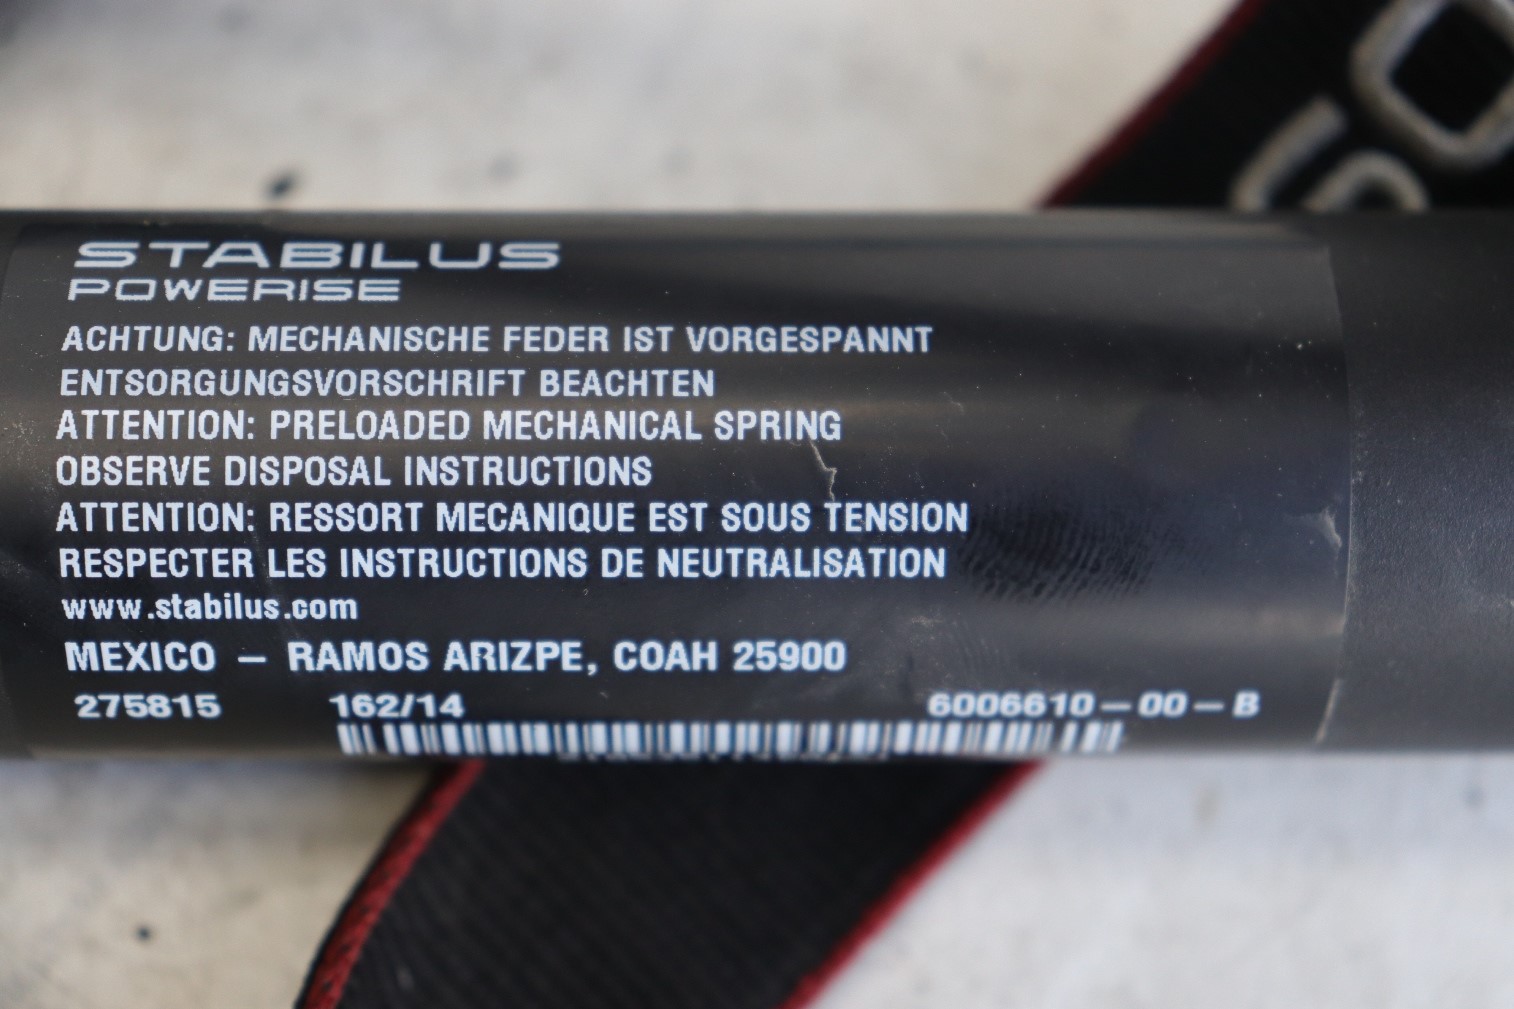 STABILUS
POWERISE
ACHTUNG: MECHANISCHE FEDER IST VORGESPANNT
ENTSORGUNGSVORSCHRIFT BEACHTEN
ATTENTION: PRELOADED MECHANICAL SPRING
OBSERVE DISPOSAL INSTRUCTIONS
ATTENTION: RESSORT MECANIQUE EST SOUS TENSION
RESPECTER LES INSTRUCTIONS DE NEUTRALISATION
www.stabilus.com
MEXICO – RAMOS ARIZPE, COAH 25900
275815 162/14 6006610-00-B